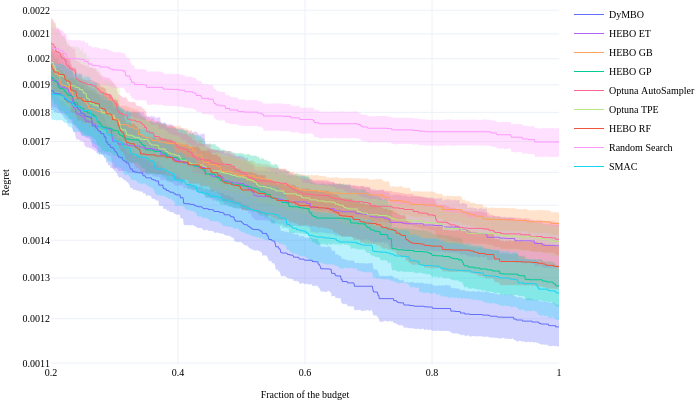 0.0022
0.0021
0.002
0.0019
0.0018
0.0017
0.0016
0.0015
0.0014
0.0013
0.0012
0.0011
Regret
0.2
0.4
0.6
0.8
1
Fraction of the budget
DyMBO
HEBO ET
HEBO GB
HEBO GP
Optuna AutoSampler
Optuna TPE
HEBO RF
Random Search
SMAC